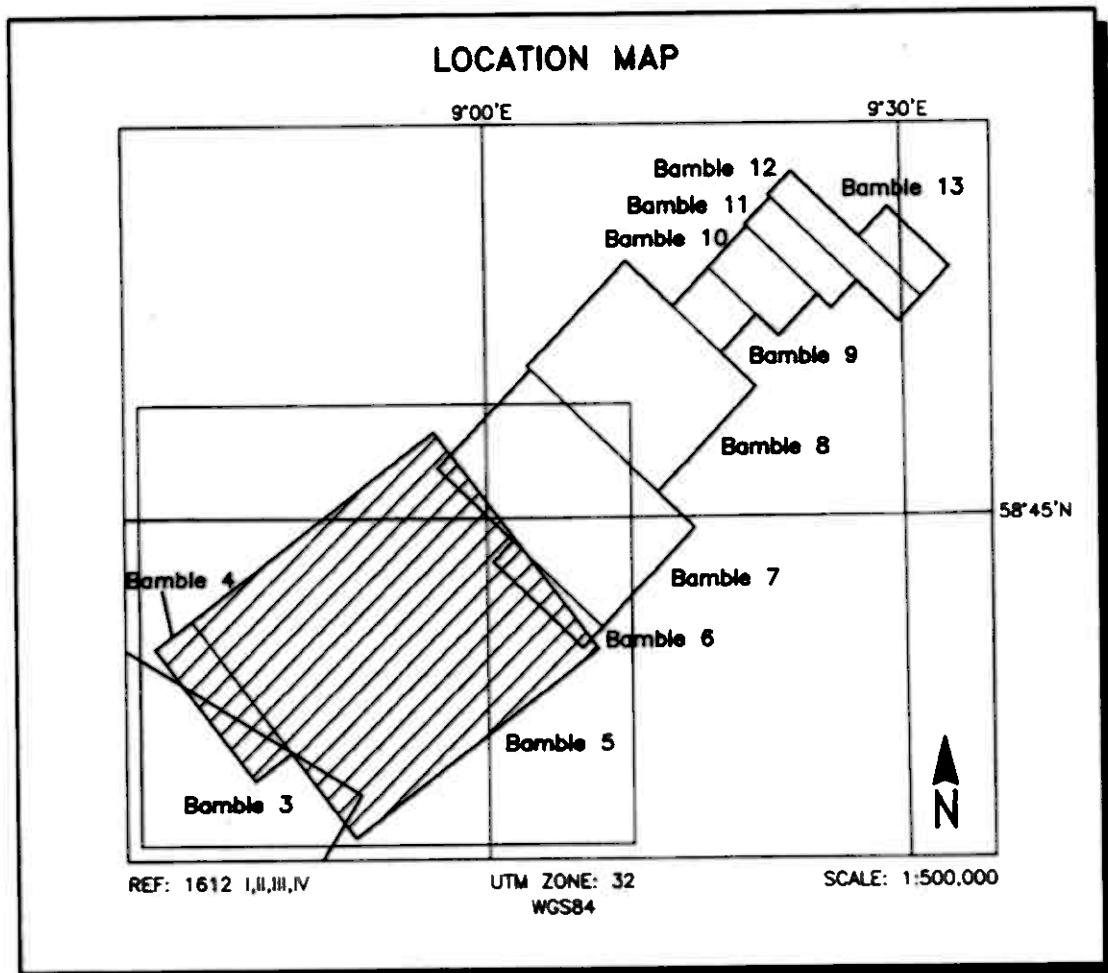 LOCATION MAP
9°00'E
9°30'E
Bamble 12
Bamble 13
Bamble 11
Bamble 10
Bamble 9
Bamble 8
58°45'N
Bamble 7
Bamble 4
Bamble 6
Bamble 5
Bamble 3
N
REF: 1612 I,II,III,IV
UTM ZONE: 32
SCALE: 1:500,000
WGS84